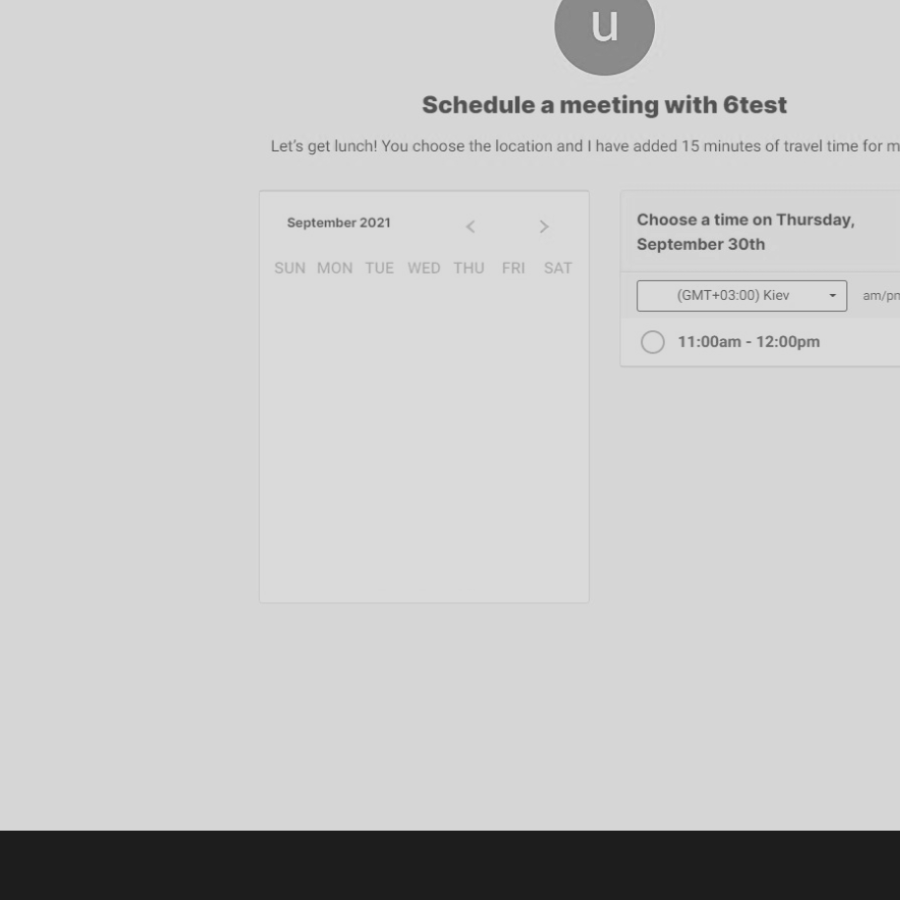 u
Schedule a meeting with 6test
Let's get lunch! You choose the location and I have added 15 minutes of travel time for m
September 2021
SUN MON TUE WED THU FRI SAT
Choose a time on Thursday,
September 30th
(GMT+03:00) Kiev
am/pm
11:00am - 12:00pm